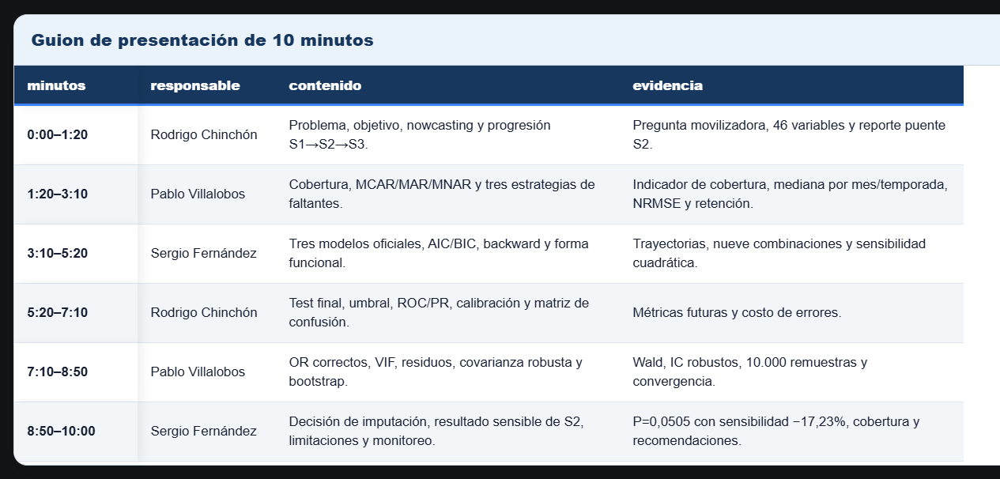 Guion de presentación de 10 minutos
minutos responsable contenido evidencia
0:00–1:20 Rodrigo Chinchón Problema, objetivo, nowcasting y progresión S1→S2→S3. Pregunta movilizadora, 46 variables y reporte puente S2.
1:20–3:10 Pablo Villalobos Cobertura, MCAR/MAR/MNAR y tres estrategias de faltantes. Indicador de cobertura, mediana por mes/temporada, NRMSE y retención.
3:10–5:20 Sergio Fernández Tres modelos oficiales, AIC/BIC, backward y forma funcional. Trayectorias, nueve combinaciones y sensibilidad cuadrática.
5:20–7:10 Rodrigo Chinchón Test final, umbral, ROC/PR, calibración y matriz de confusión. Métricas futuras y costo de errores.
7:10–8:50 Pablo Villalobos OR correctos, VIF, residuos, covarianza robusta y bootstrap. Wald, IC robustos, 10.000 remuestras y convergencia.
8:50–10:00 Sergio Fernández Decisión de imputación, resultado sensible de S2, limitaciones y monitoreo. P=0,0505 con sensibilidad −17,23%, cobertura y recomendaciones.